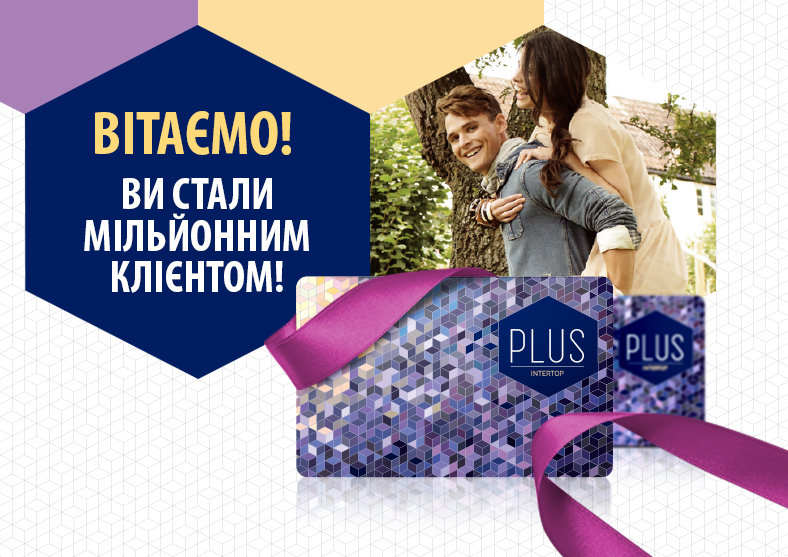 ВІТАЄМО!
ВИ СТАЛИ
МІЛЬЙОННИМ
КЛІЄНТОМ!
PLUS
INTERTOP
PLUS
INTERTOP